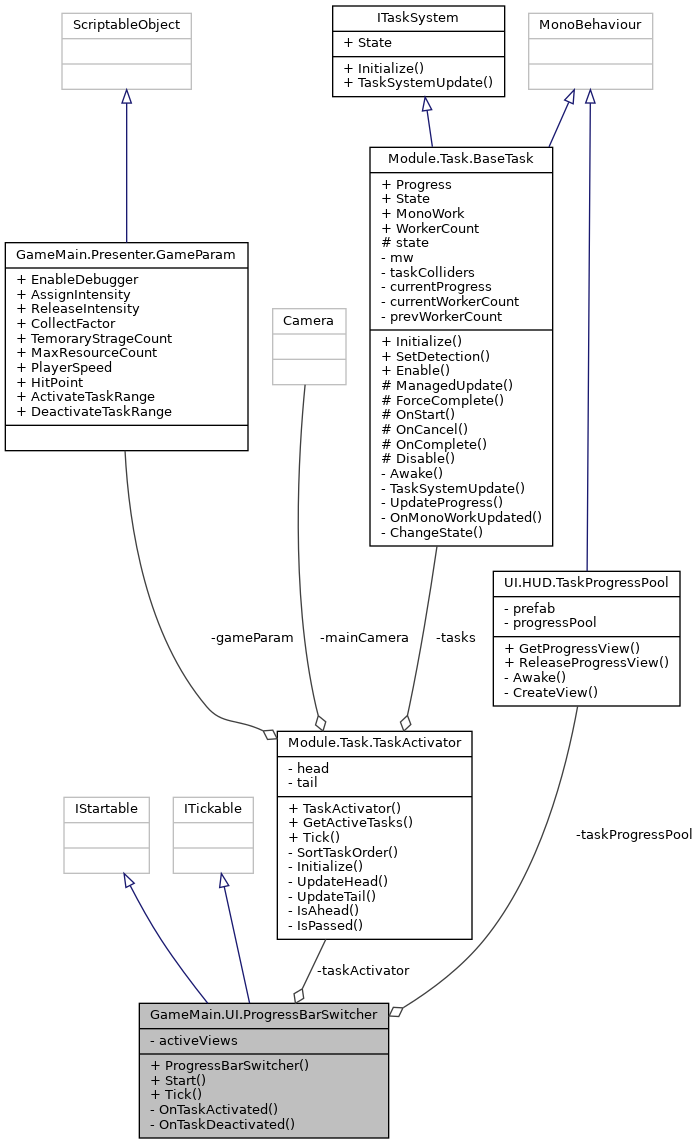 ScriptableObject
ITaskSystem
+ State
+ Initialize()
+ TaskSystemUpdate()
MonoBehaviour
Module.Task.BaseTask
+ Progress
+ State
+ MonoWork
+ WorkerCount
# state
- mw
- taskColliders
- currentProgress
- currentWorkerCount
- prevWorkerCount
+ Initialize()
+ SetDetection()
+ Enable()
# ManagedUpdate()
# ForceComplete()
# OnStart()
# OnCancel()
# OnComplete()
# Disable()
- Awake()
- TaskSystemUpdate()
- UpdateProgress()
- OnMonoWorkUpdated()
- ChangeState()
GameMain.Presenter.GameParam
+ EnableDebugger
+ AssignIntensity
+ ReleaseIntensity
+ CollectFactor
+ TemoraryStrageCount
+ MaxResourceCount
+ PlayerSpeed
+ HitPoint
+ ActivateTaskRange
+ DeactivateTaskRange
Camera
UI.HUD.TaskProgressPool
- prefab
- progressPool
+ GetProgressView()
+ ReleaseProgressView()
- Awake()
- CreateView()
-gameParam
-mainCamera
-tasks
Module.Task.TaskActivator
- head
- tail
+ TaskActivator()
+ GetActiveTasks()
+ Tick()
- SortTaskOrder()
- Initialize()
- UpdateHead()
- UpdateTail()
- IsAhead()
- IsPassed()
IStartable
ITickable
-taskProgressPool
-taskActivator
GameMain.UI.ProgressBarSwitcher
- activeViews
+ ProgressBarSwitcher()
+ Start()
+ Tick()
- OnTaskActivated()
- OnTaskDeactivated()